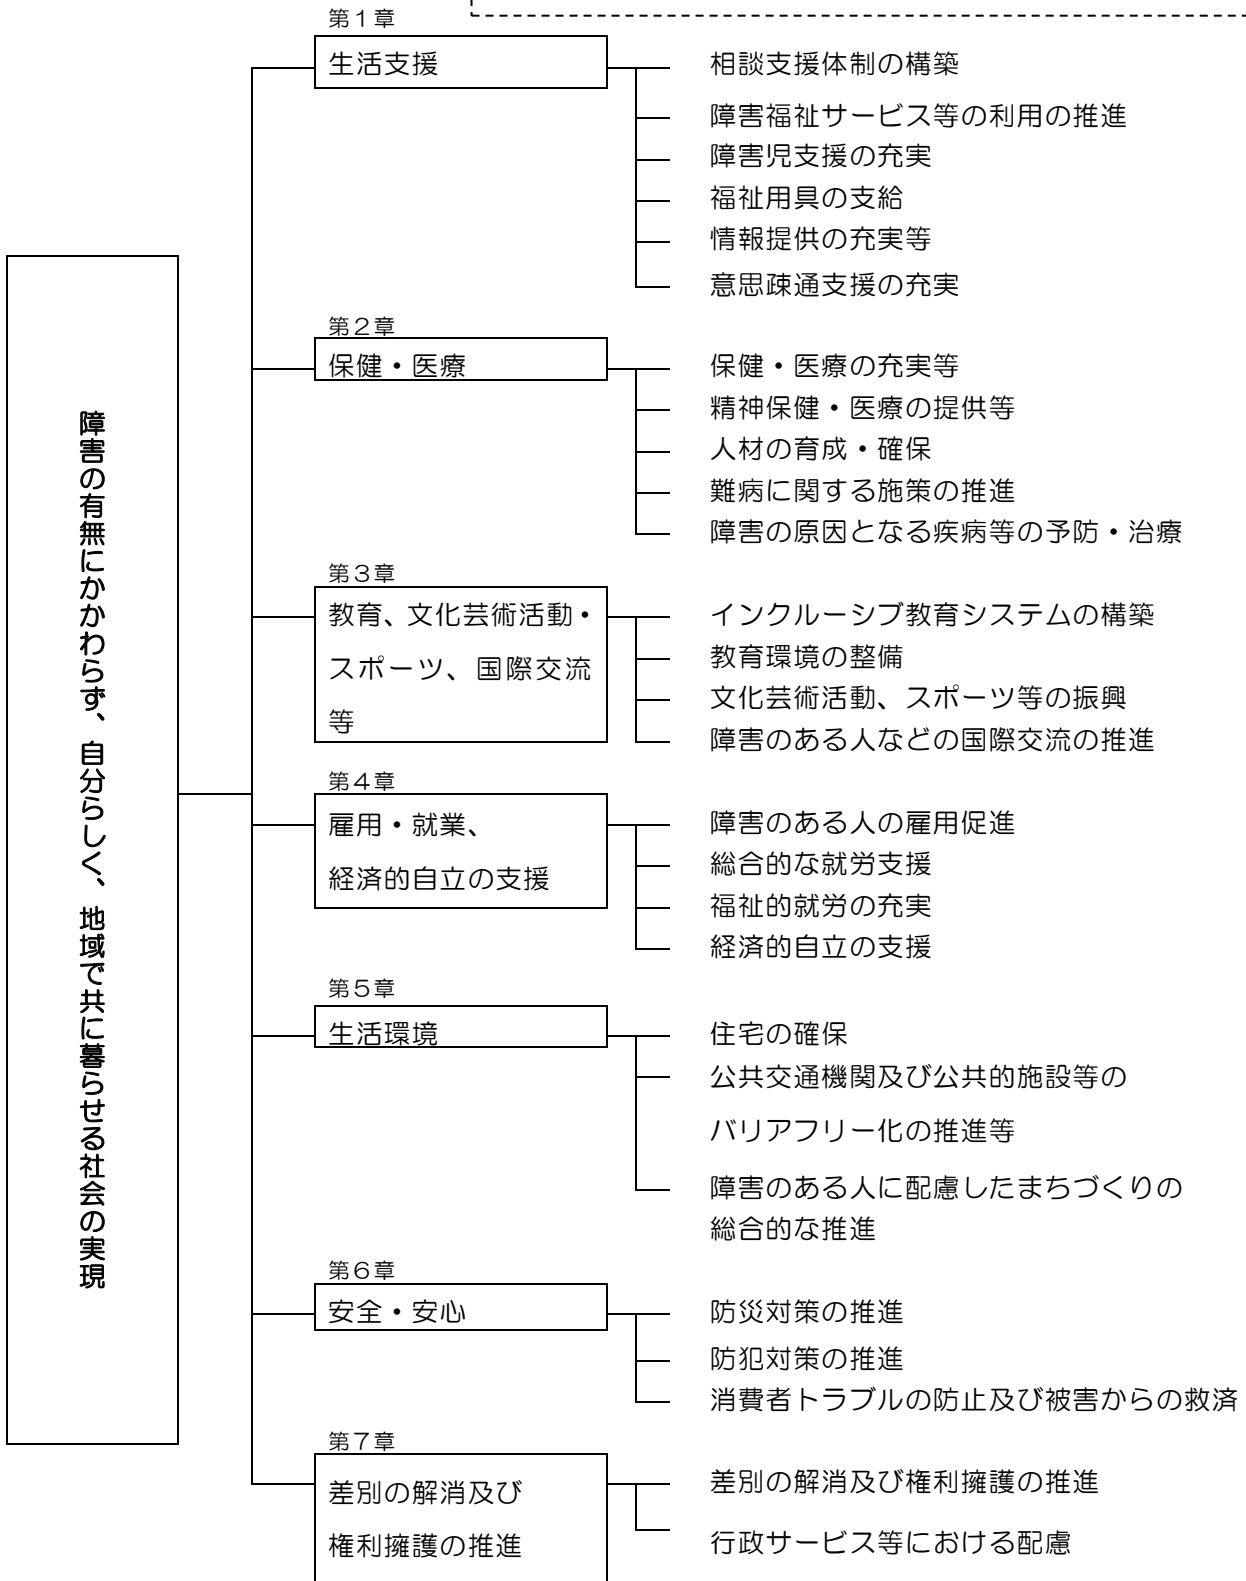 障害の有無にかかわらず、自分らしく、地域で共に暮らせる社会の実現
第１章
生活支援
相談支援体制の構築
障害福祉サービス等の利用の推進
障害児支援の充実
福祉用具の支給
情報提供の充実等
意思疎通支援の充実
第２章
保健・医療
保健・医療の充実等
精神保健・医療の提供等
人材の育成・確保
難病に関する施策の推進
障害の原因となる疾病等の予防・治療
第３章
教育、文化芸術活動・
スポーツ、国際交流
等
インクルーシブ教育システムの構築
教育環境の整備
文化芸術活動、スポーツ等の振興
障害のある人などの国際交流の推進
第４章
雇用・就業、
経済的自立の支援
障害のある人の雇用促進
総合的な就労支援
福祉的就労の充実
経済的自立の支援
第５章
生活環境
住宅の確保
公共交通機関及び公共的施設等の
バリアフリー化の推進等
障害のある人に配慮したまちづくりの
総合的な推進
第６章
安全・安心
防災対策の推進
防犯対策の推進
消費者トラブルの防止及び被害からの救済
第７章
差別の解消及び
権利擁護の推進
差別の解消及び権利擁護の推進
行政サービス等における配慮